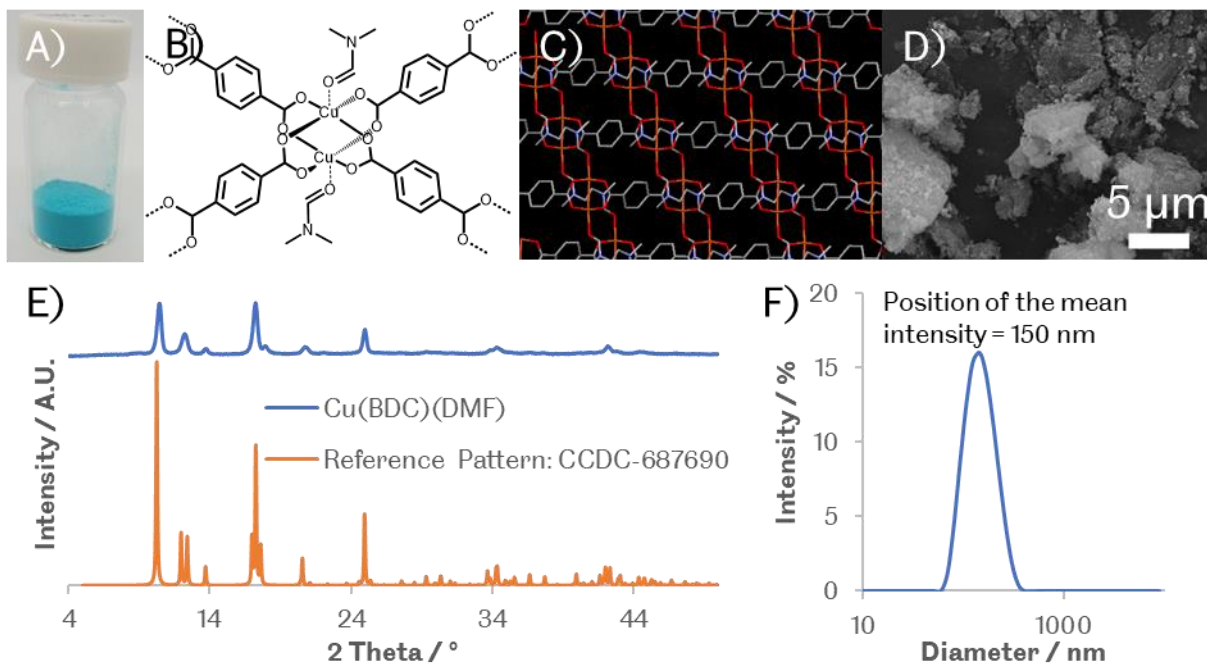 A)
B)
C)
D)
O
O
N
O
O
O
O
O
Cu
O
O
O
O
Cu
O
O
O
O
O
O
O
N
5 µm
E)
Intensity / A.U.
Cu(BDC)(DMF)
Reference Pattern: CCDC-687690
4
14
24
34
44
2 Theta / °
F)
Position of the mean
intensity = 150 nm
Intensity / %
20
15
10
5
0
10
1000
Diameter / nm